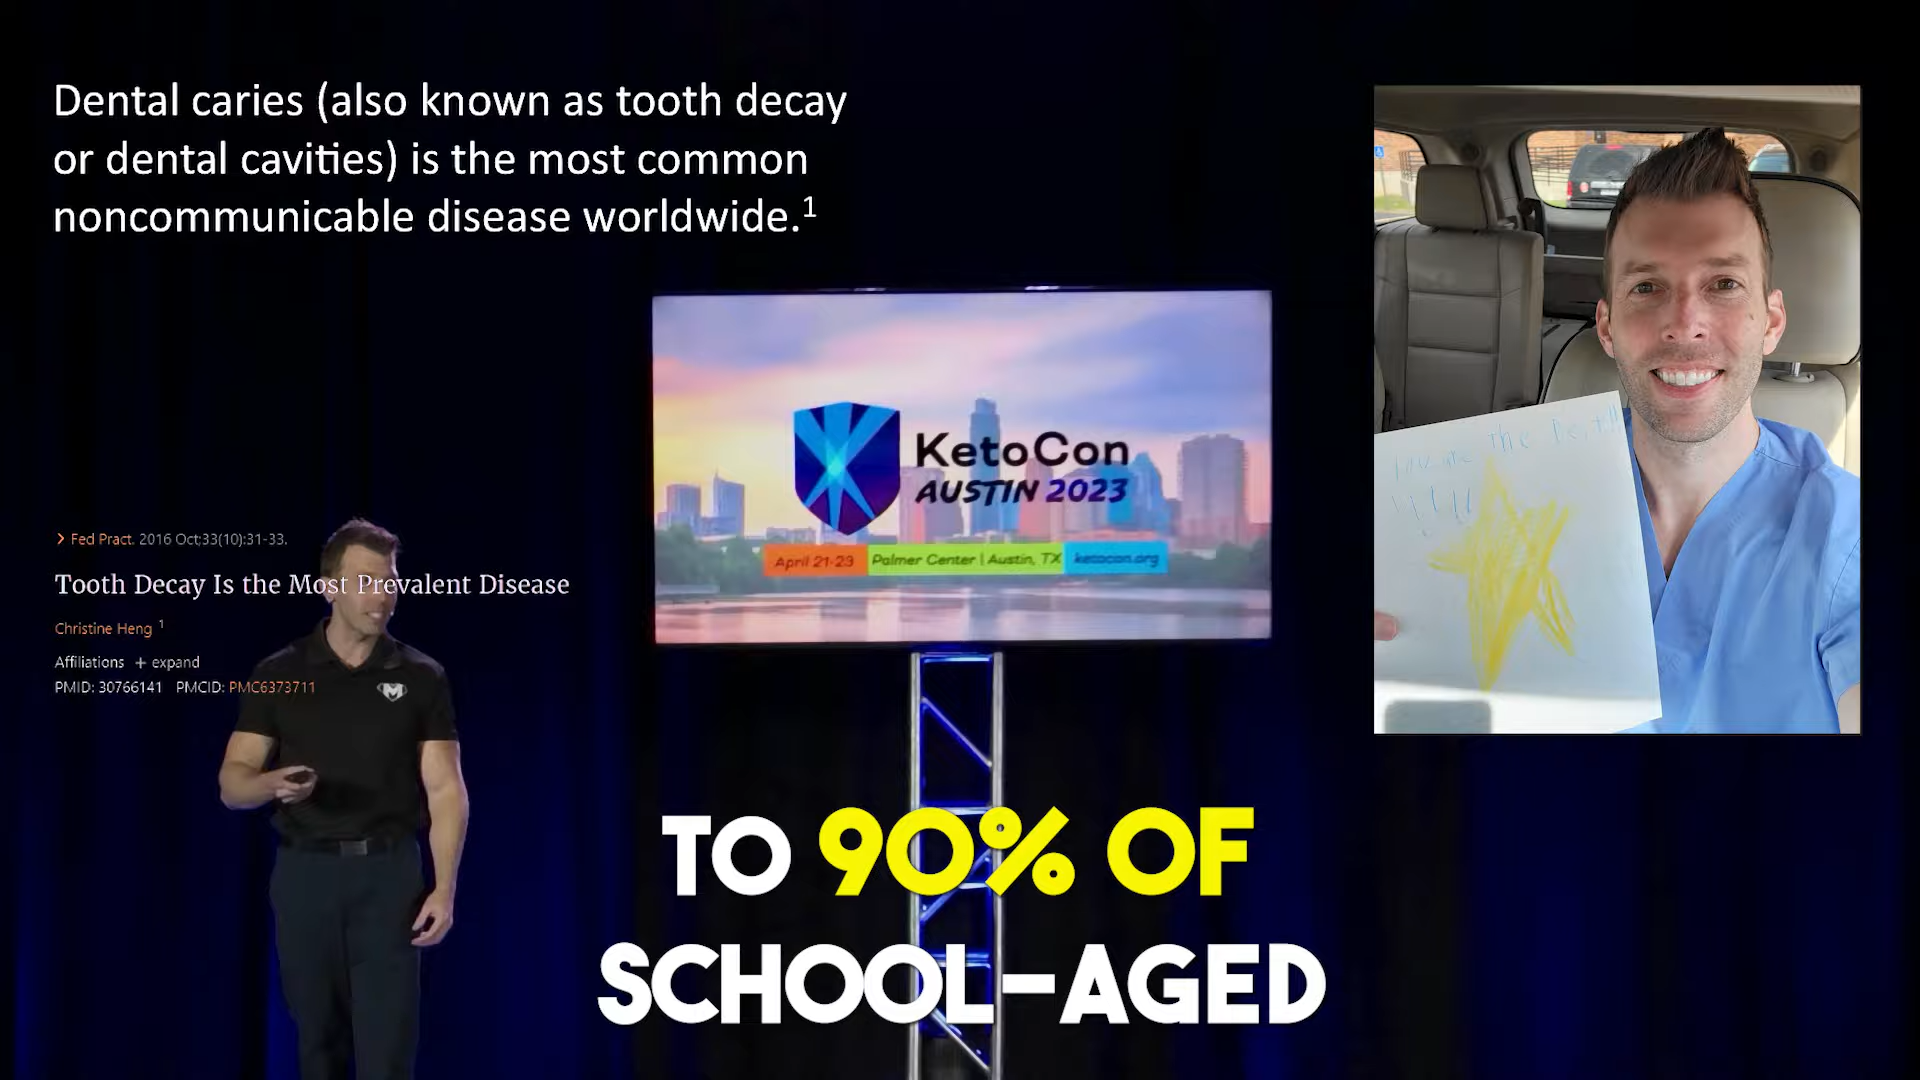 Dental caries (also known as tooth decay
or dental cavities) is the most common
noncommunicable disease worldwide.¹
KetoCon
AUSTIN 2023
April 21-23 Palmer Center | Austin, TX ketocon.org
> Fed Pract. 2016 Oct;33(10):31-33.
Tooth Decay Is the Most Prevalent Disease
Christine Heng ¹
Affiliations + expand
PMID: 30766141 PMCID: PMC6373711
M
the
TO 90% OF
SCHOOL-AGED